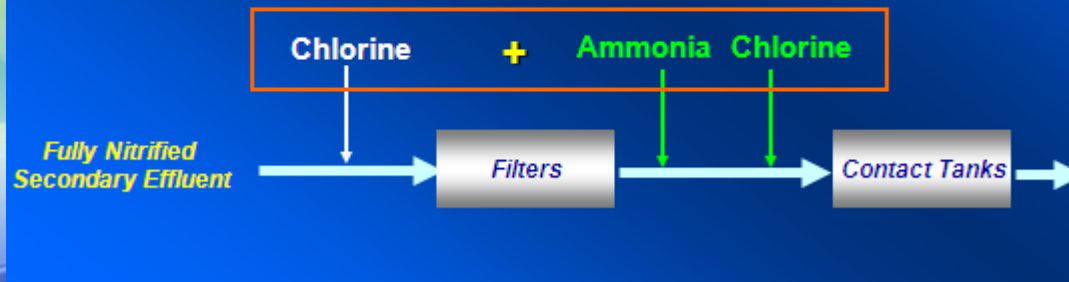 Chlorine + Ammonia Chlorine
Fully Nitrified
Secondary Effluent
Filters
Contact Tanks